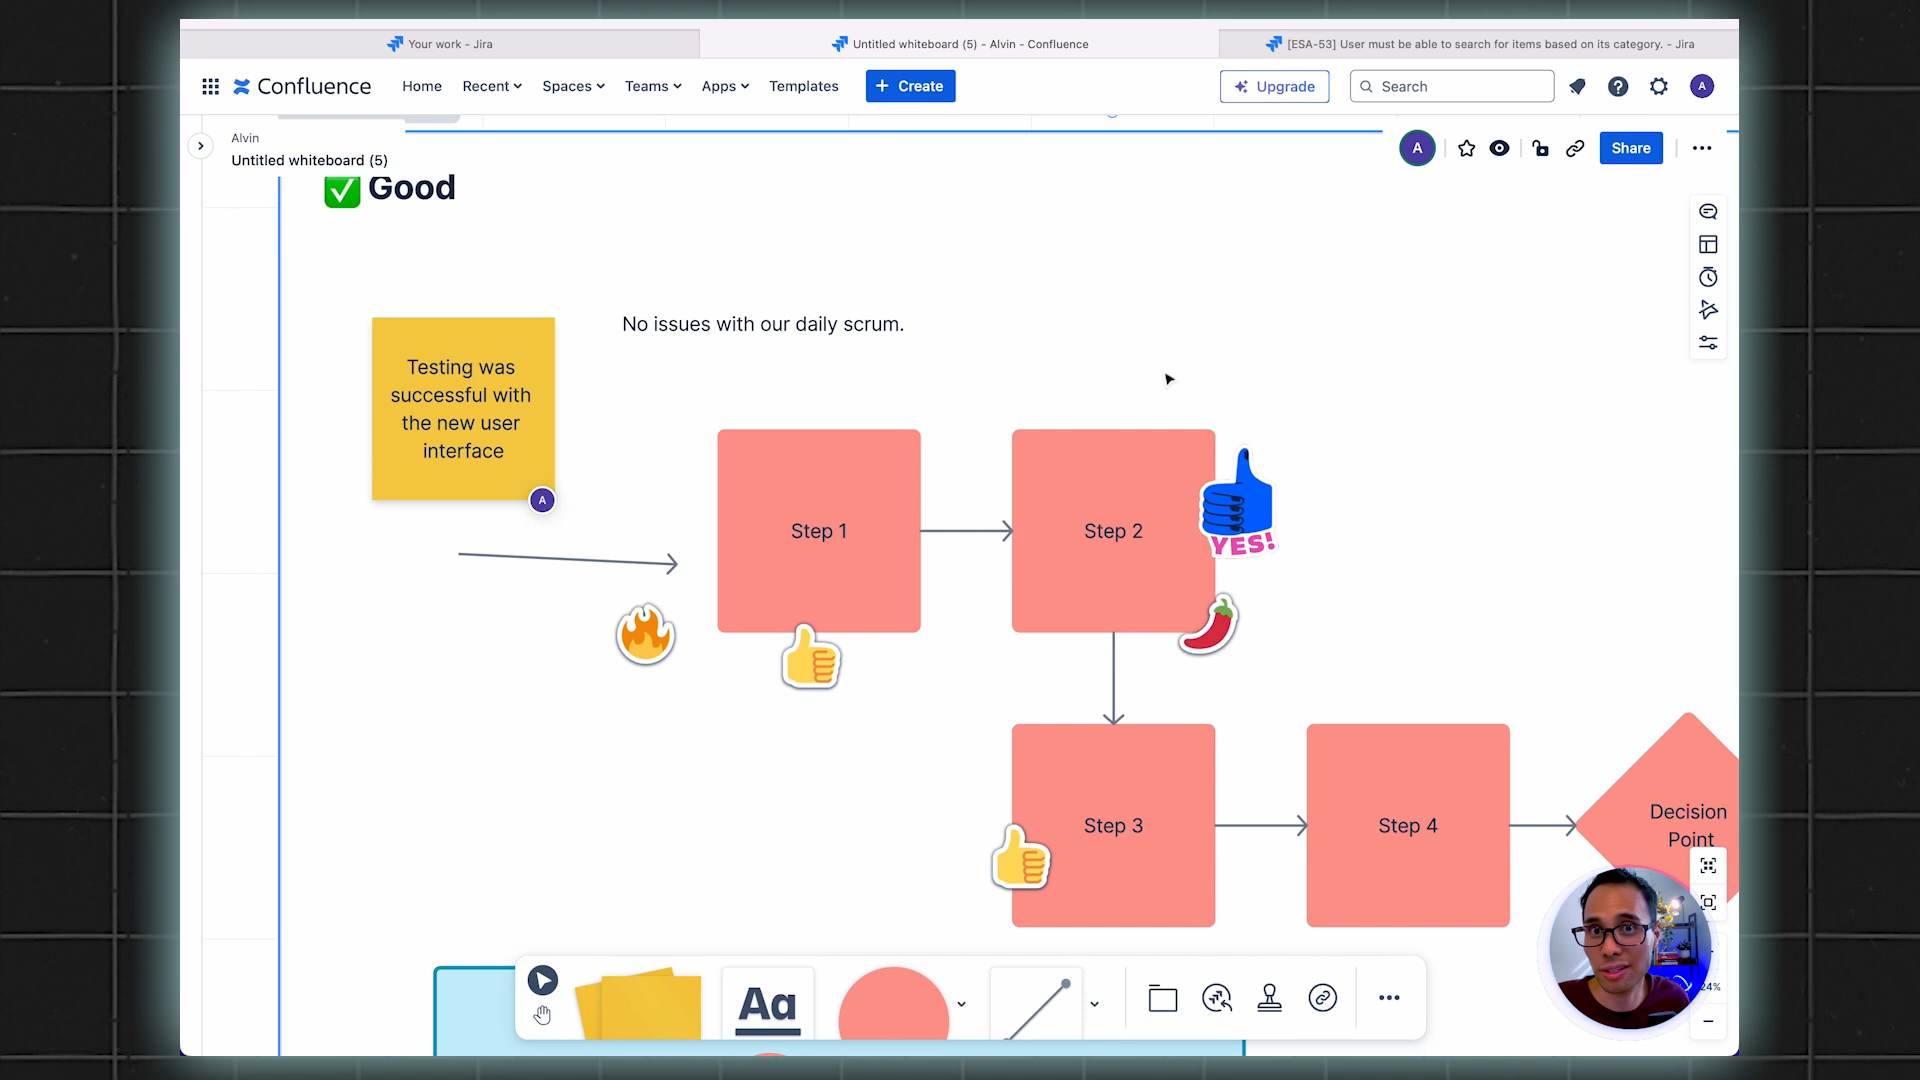 Your work - Jira
Untitled whiteboard (5) - Alvin - Confluence
[ESA-53] User must be able to search for items based on its category. - Jira
Confluence
Home
Recent
Spaces
Teams
Apps
Templates
+ Create
Upgrade
Search
A
Alvin
Untitled whiteboard (5)
A
Share
Good
No issues with our daily scrum.
Testing was
successful with
the new user
interface
A
Step 1
Step 2
YES!
Step 3
Step 4
Decision
Point
Aa
24%